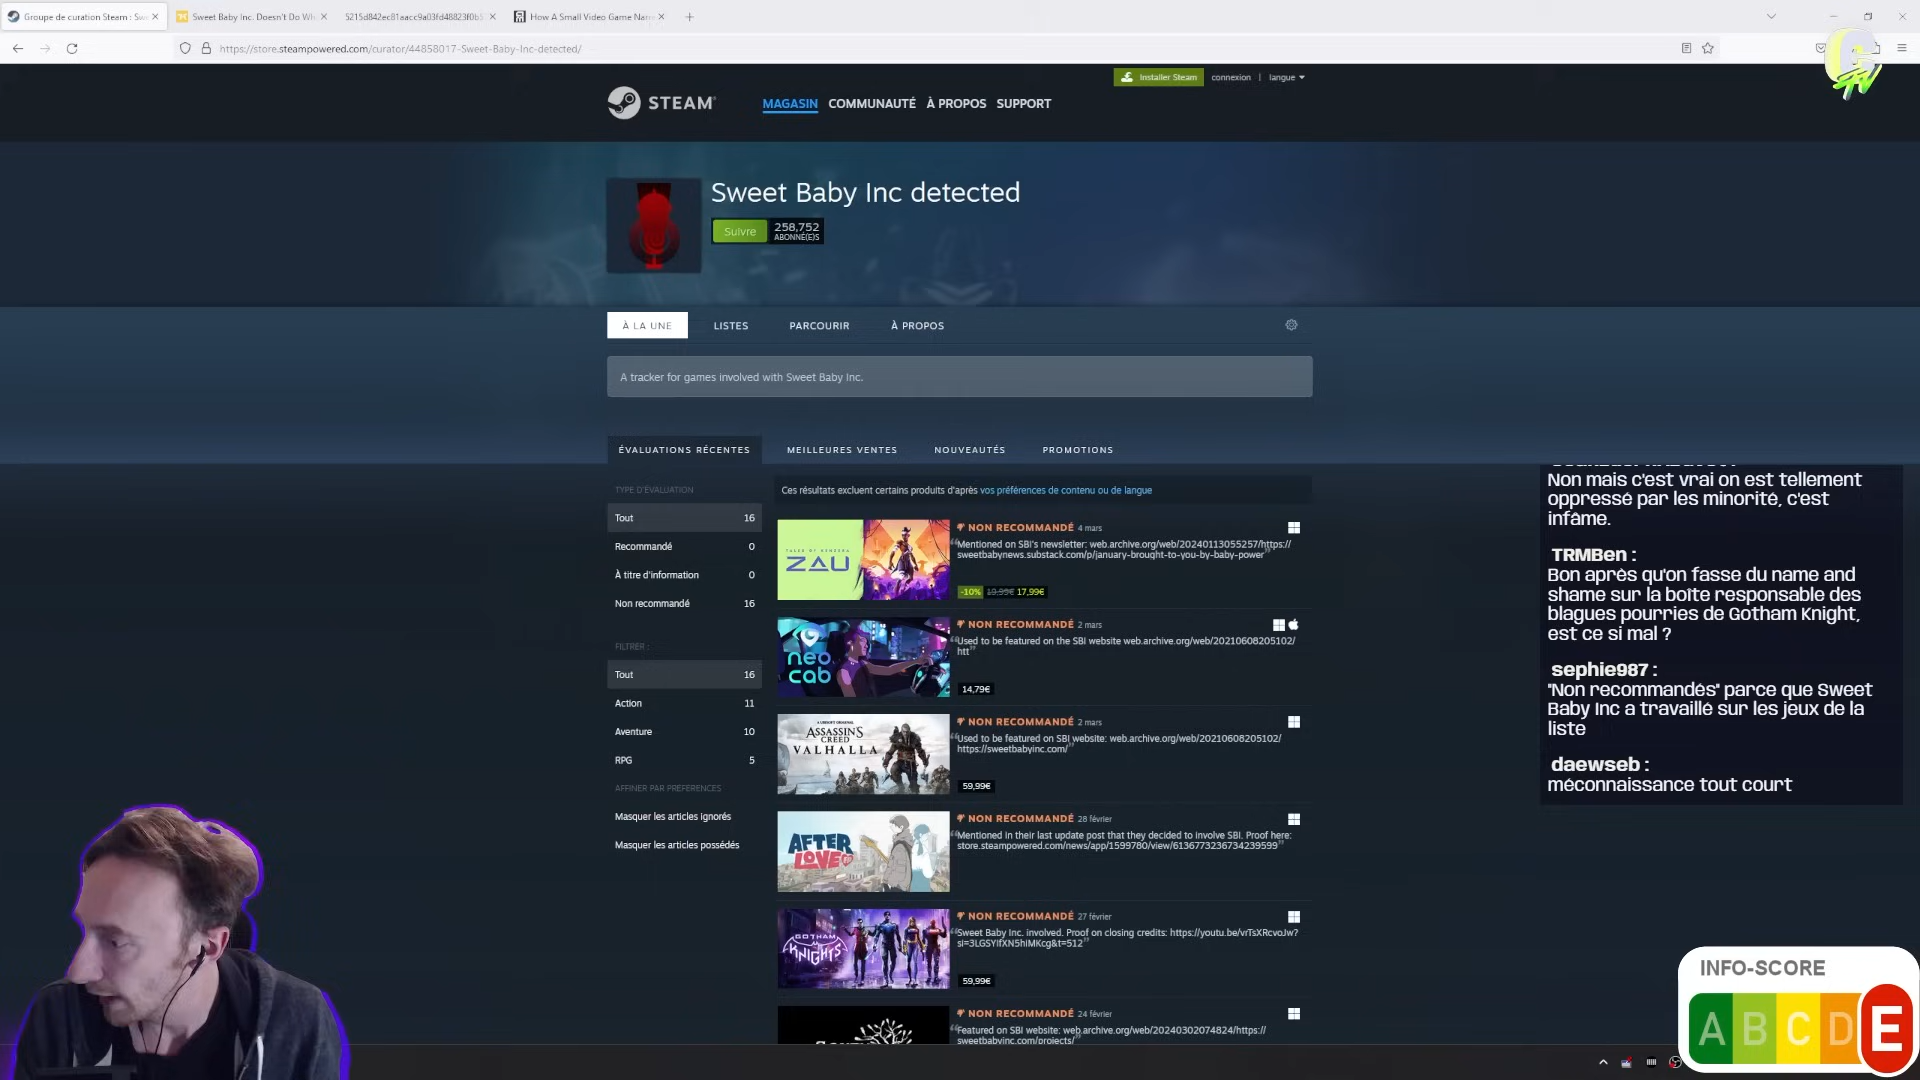 Groupe de curation Steam : Swe
Sweet Baby Inc. Doesn't Do Wh
5215d842ec81aacc9a03fd48823f0b5
How A Small Video Game Narr
https://store.steampowered.com/curator/44858017-Sweet-Baby-Inc-detected/
Installer Steam
connexion | langue
STEAM
MAGASIN
COMMUNAUTÉ
À PROPOS
SUPPORT
Sweet Baby Inc detected
Suivre
258,752
ABONNÉ(E)S
À LA UNE
LISTES
PARCOURIR
À PROPOS
A tracker for games involved with Sweet Baby Inc.
ÉVALUATIONS RÉCENTES
MEILLEURES VENTES
NOUVEAUTÉS
PROMOTIONS
TYPE D'ÉVALUATION
Tout 16
Recommandé 0
À titre d'information 0
Non recommandé 16
FILTRER :
Tout 16
Action 11
Aventure 10
RPG 5
AFFINER PAR PRÉFÉRENCES
Masquer les articles ignorés
Masquer les articles possédés
Ces résultats excluent certains produits d'après vos préférences de contenu ou de langue
ZAU
NON RECOMMANDÉ 4 mars
"Mentioned on SBI's newsletter: web.archive.org/web/20240113055257/https://
sweetbabynews.substack.com/p/january-brought-to-you-by-baby-power"
-10% 19,99€ 17,99€
neo
cab
NON RECOMMANDÉ 2 mars
"Used to be featured on the SBI website web.archive.org/web/20210608205102/
htt"
14,79€
ASSASSIN'S
CREED
VALHALLA
NON RECOMMANDÉ 2 mars
"Used to be featured on SBI website: web.archive.org/web/20210608205102/
https://sweetbabyinc.com/"
59,99€
AFTER
LOVE
NON RECOMMANDÉ 28 février
"Mentioned in their last update post that they decided to involve SBI. Proof here:
store.steampowered.com/news/app/1599780/view/6136773236734239599"
GOTHAM
KNIGHTS
NON RECOMMANDÉ 27 février
"Sweet Baby Inc. involved. Proof on closing credits: https://youtu.be/vrTsXRcvoJw?
si=3LGSYIfXN5hIMKcg&t=512"
59,99€
NON RECOMMANDÉ 24 février
"Featured on SBI website: web.archive.org/web/20240302074824/https://
sweetbabyinc.com/projects/"
Non mais c'est vrai on est tellement
oppressé par les minorité, c'est
infâme.
TRMBen :
Bon après qu'on fasse du name and
shame sur la boîte responsable des
blagues pourries de Gotham Knight,
est ce si mal ?
sephie987 :
"Non recommandés" parce que Sweet
Baby Inc a travaillé sur les jeux de la
liste
daewseb :
méconnaissance tout court
INFO-SCORE
A B C D E